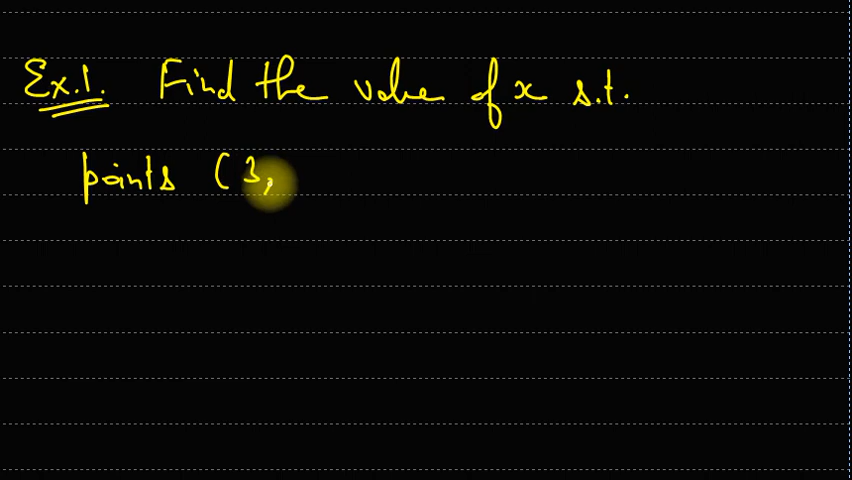 Ex.1. Find the value of x s.t.
points (3,